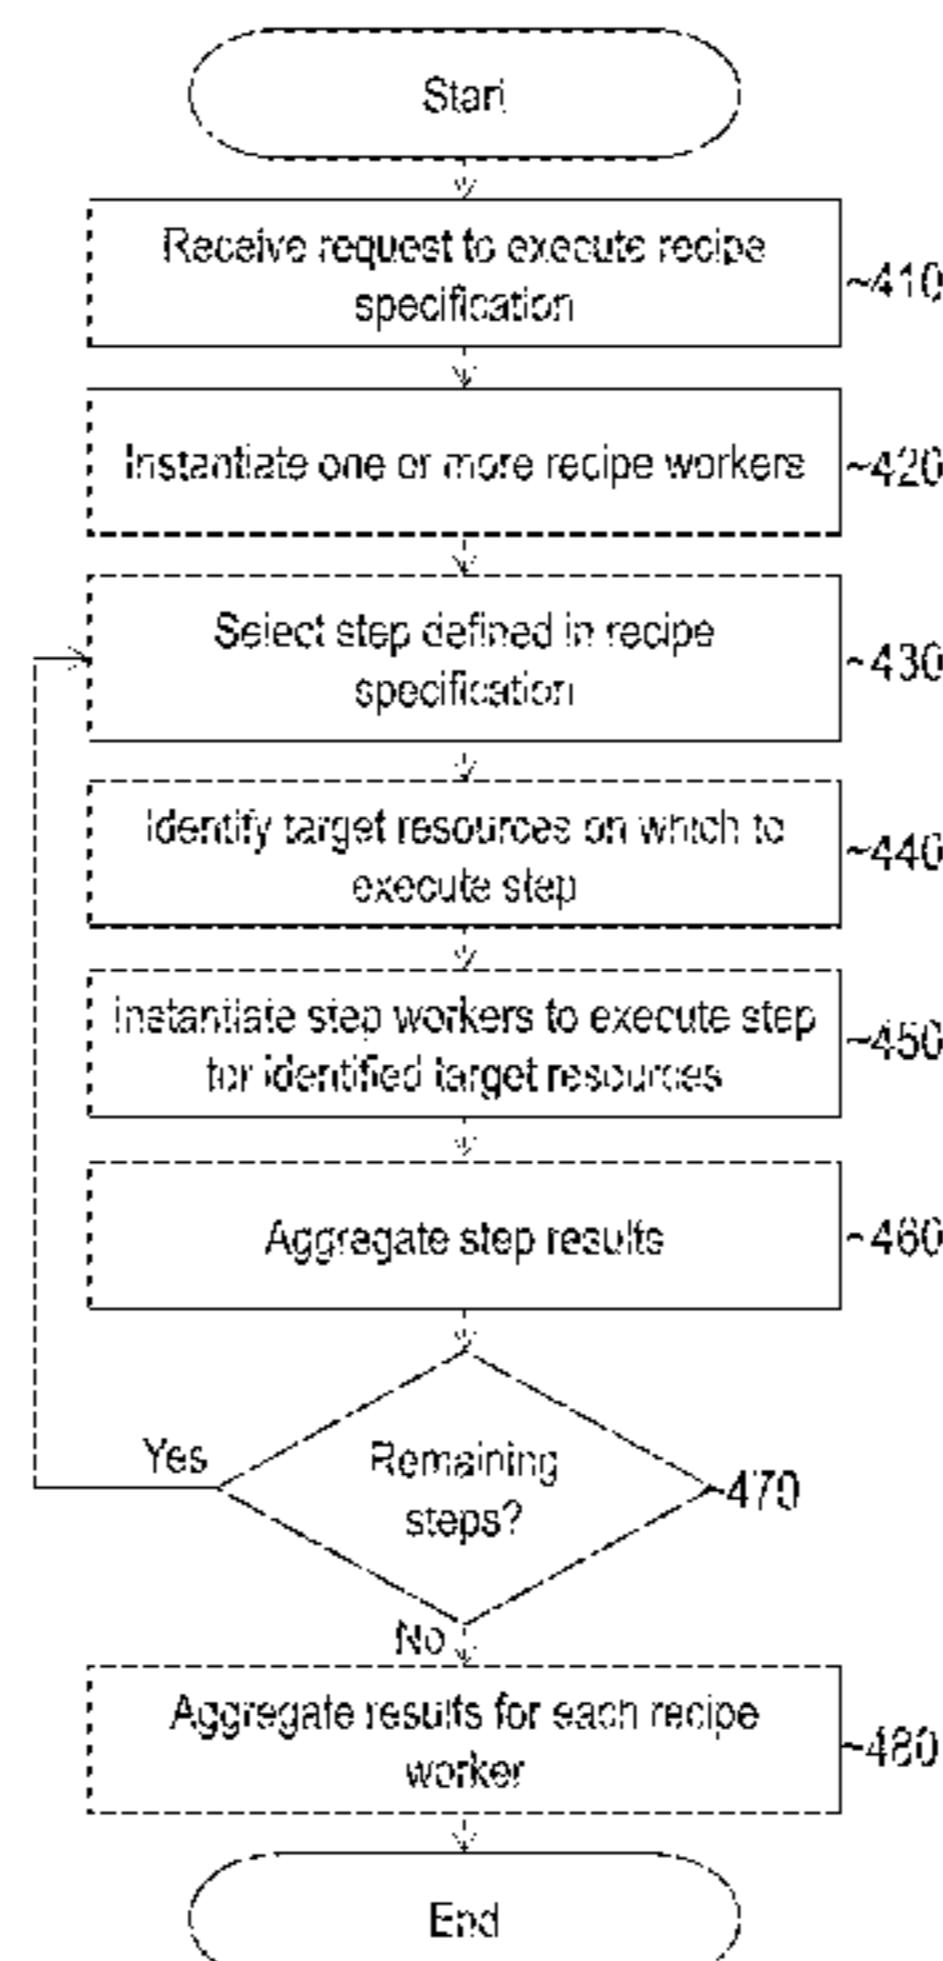 Start
Receive request to execute recipe
specification
~410
Instantiate one or more recipe workers
~420
Select step defined in recipe
specification
~430
Identify target resources on which to
execute step
~440
Instantiate step workers to execute step
for identified target resources
~450
Aggregate step results
~460
Remaining
steps?
~470
Yes
No
Aggregate results for each recipe
worker
~480
End